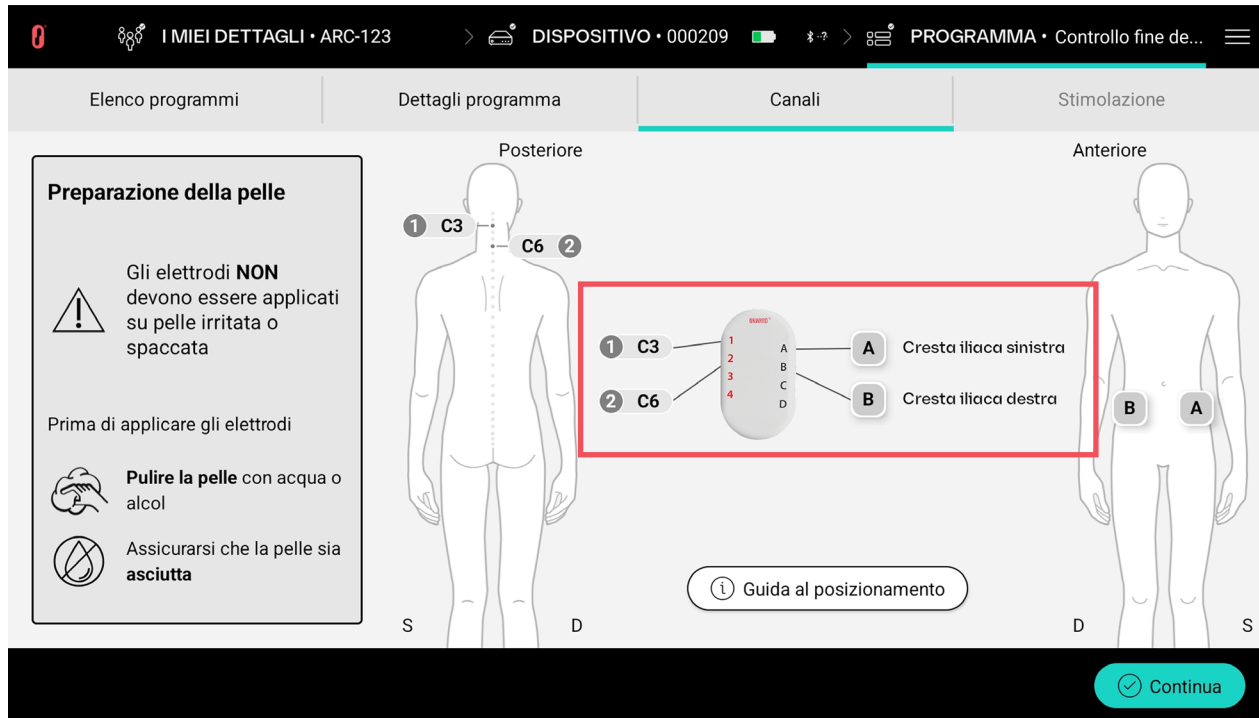 I MIEI DETTAGLI • ARC-123
DISPOSITIVO • 000209
PROGRAMMA • Controllo fine de...
Elenco programmi
Dettagli programma
Canali
Stimolazione
Preparazione della pelle
Gli elettrodi NON
devono essere applicati
su pelle irritata o
spaccata
Prima di applicare gli elettrodi
Pulire la pelle con acqua o
alcol
Assicurarsi che la pelle sia
asciutta
Posteriore
1 C3
C6 2
S
D
1 C3
2 C6
ONWARD
1
2
3
4
A
B
C
D
A Cresta iliaca sinistra
B Cresta iliaca destra
Guida al posizionamento
Anteriore
B
A
D
S
Continua